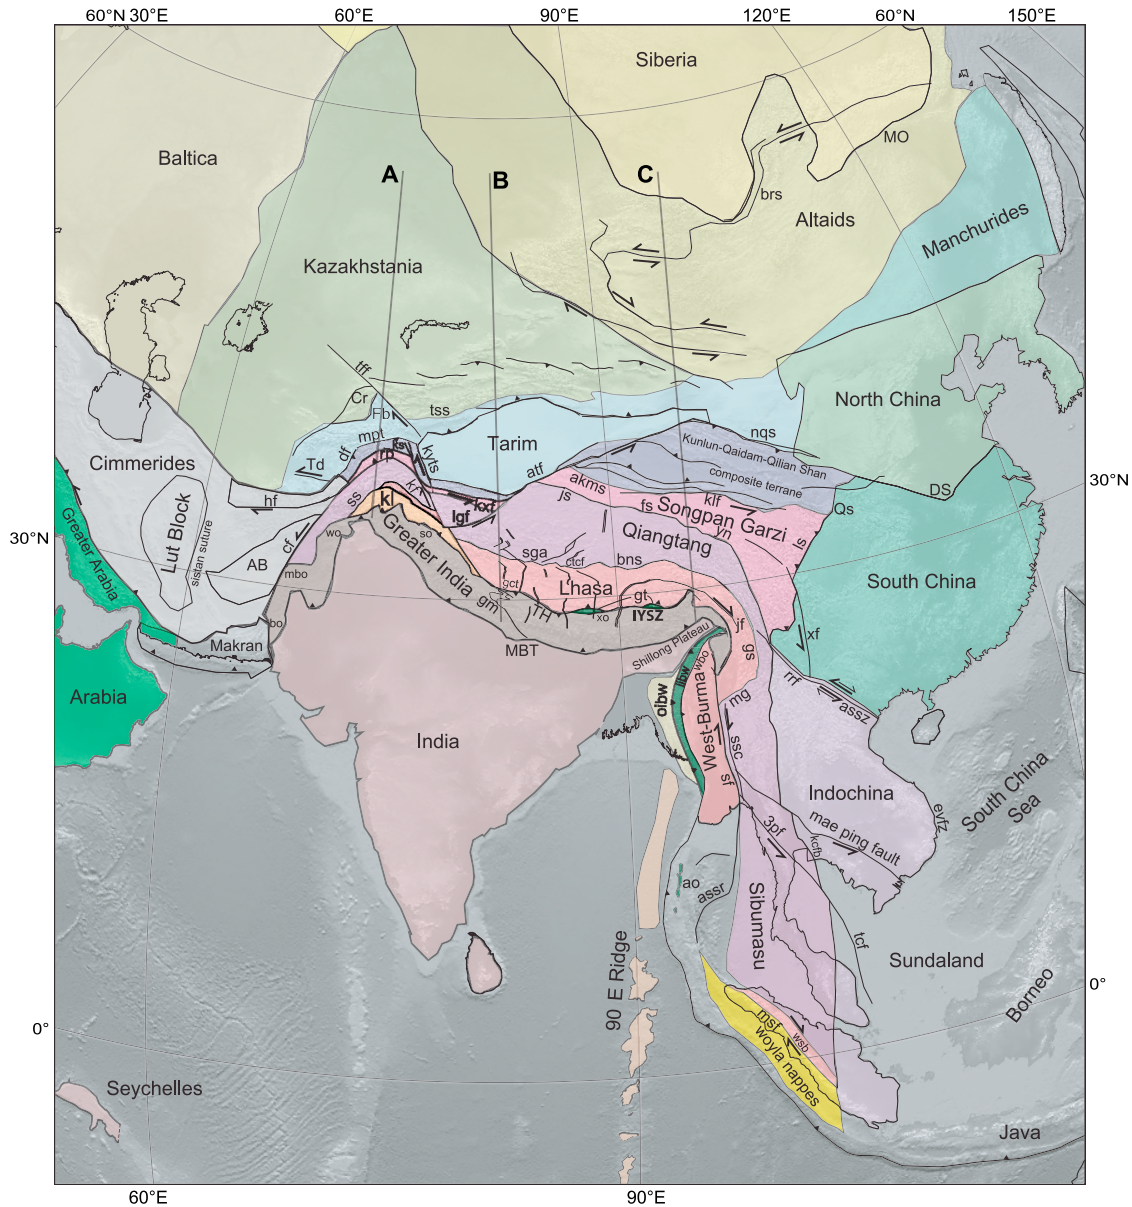 60°N 30°E
60°E
90°E
120°E
60°N
150°E
Siberia
Baltica
MO
A
B
C
brs
Altaids
Manchurides
Kazakhstania
tff
Cr
Fb
tss
North China
mpt
nqs
Tarim
Kunlun-Qaidam-Qilian Shan
composite terrane
Cimmerides
Td
df
ks
kyts
rp
atf
akms
klf
DS
30°N
hf
ss
kf
kxf
js
fs
Songpan Garzi
yn
Qs
Lut Block
sistan suture
kl
lgf
Qiangtang
ls
Greater Arabia
30°N
cf
wo
so
Greater India
sga
ctcf
bns
South China
AB
mbo
gct
Lhasa
gm
TH
xo
gt
IYSZ
bo
Makran
MBT
Shillong Plateau
jf
xf
gs
wbo
Arabia
oibw
iibw
West-Burma
mg
rrf
assz
India
ssc
sf
Indochina
South China
Sea
evfz
3pf
mae ping fault
kcfb
ao
assr
Sibumasu
tcf
90 E Ridge
Sundaland
Borneo
0°
0°
msf
wsb
woyla nappes
Seychelles
Java
60°E
90°E